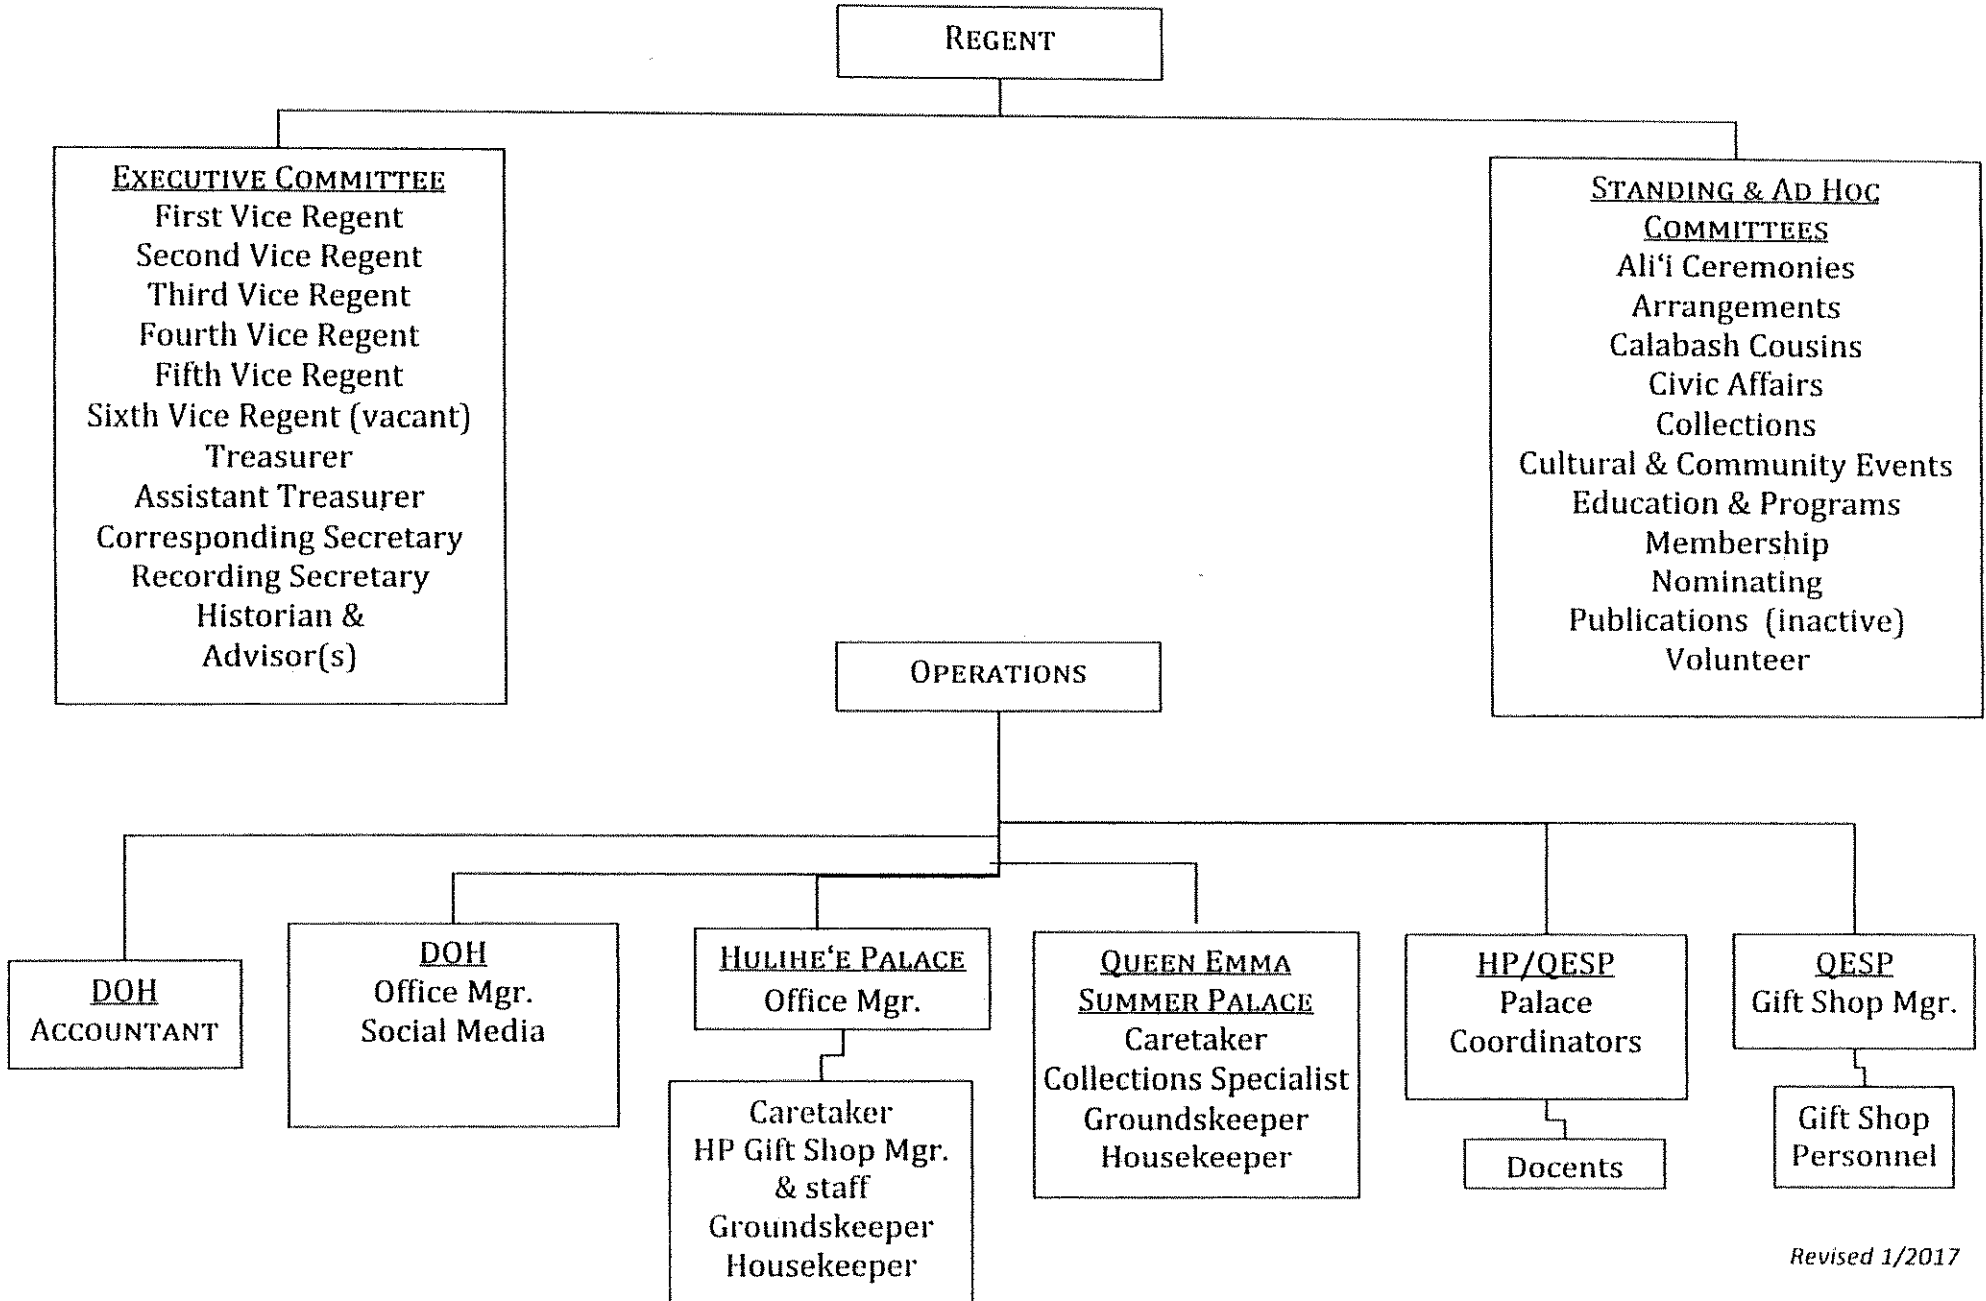 REGENT
EXECUTIVE COMMITTEE
First Vice Regent
Second Vice Regent
Third Vice Regent
Fourth Vice Regent
Fifth Vice Regent
Sixth Vice Regent (vacant)
Treasurer
Assistant Treasurer
Corresponding Secretary
Recording Secretary
Historian &
Advisor(s)
STANDING & AD HOC
COMMITTEES
Ali‘i Ceremonies
Arrangements
Calabash Cousins
Civic Affairs
Collections
Cultural & Community Events
Education & Programs
Membership
Nominating
Publications (inactive)
Volunteer
OPERATIONS
DOH
ACCOUNTANT
DOH
Office Mgr.
Social Media
HULIHE‘E PALACE
Office Mgr.
Caretaker
HP Gift Shop Mgr.
& staff
Groundskeeper
Housekeeper
QUEEN EMMA
SUMMER PALACE
Caretaker
Collections Specialist
Groundskeeper
Housekeeper
HP/QESP
Palace
Coordinators
Docents
QESP
Gift Shop Mgr.
Gift Shop
Personnel
Revised 1/2017